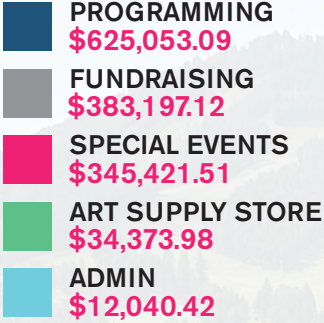 PROGRAMMING
$625,053.09
FUNDRAISING
$383,197.12
SPECIAL EVENTS
$345,421.51
ART SUPPLY STORE
$34,373.98
ADMIN
$12,040.42